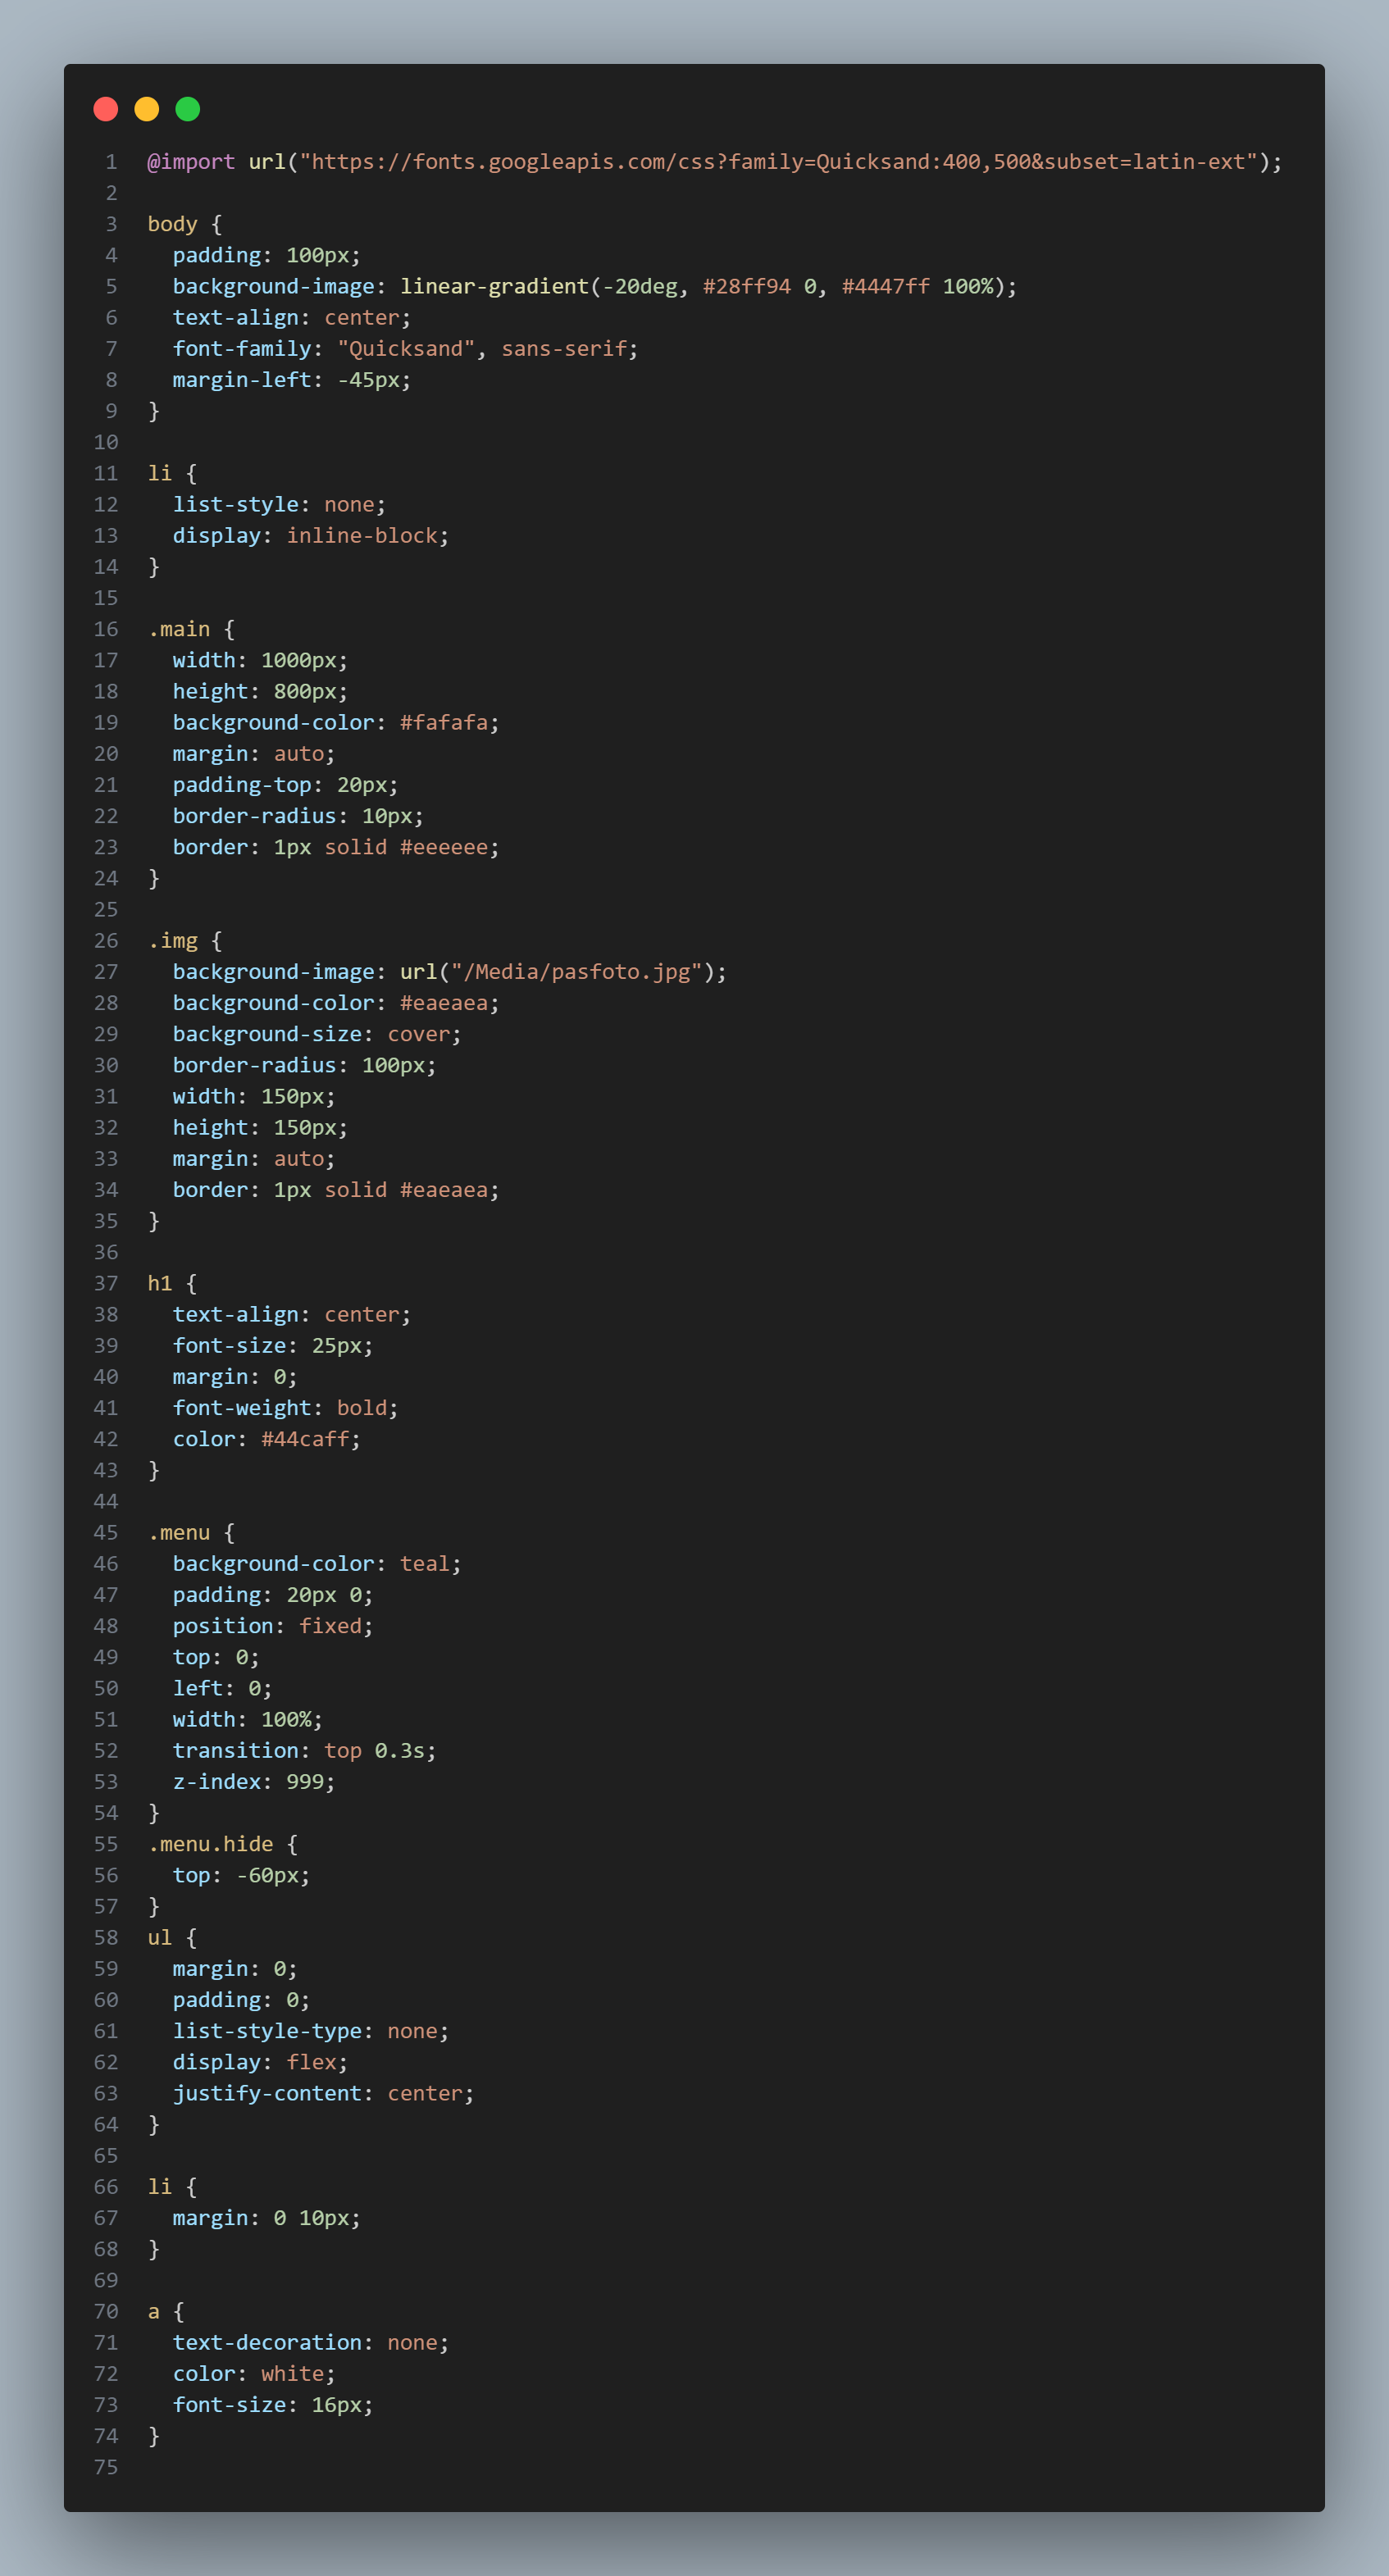 1 @import url("https://fonts.googleapis.com/css?family=Quicksand:400,500&subset=latin-ext");
2
3 body {
4   padding: 100px;
5   background-image: linear-gradient(-20deg, #28ff94 0, #4447ff 100%);
6   text-align: center;
7   font-family: "Quicksand", sans-serif;
8   margin-left: -45px;
9 }
10
11 li {
12   list-style: none;
13   display: inline-block;
14 }
15
16 .main {
17   width: 1000px;
18   height: 800px;
19   background-color: #fafafa;
20   margin: auto;
21   padding-top: 20px;
22   border-radius: 10px;
23   border: 1px solid #eeeeee;
24 }
25
26 .img {
27   background-image: url("/Media/pasfoto.jpg");
28   background-color: #eaeaea;
29   background-size: cover;
30   border-radius: 100px;
31   width: 150px;
32   height: 150px;
33   margin: auto;
34   border: 1px solid #eaeaea;
35 }
36
37 h1 {
38   text-align: center;
39   font-size: 25px;
40   margin: 0;
41   font-weight: bold;
42   color: #44caff;
43 }
44
45 .menu {
46   background-color: teal;
47   padding: 20px 0;
48   position: fixed;
49   top: 0;
50   left: 0;
51   width: 100%;
52   transition: top 0.3s;
53   z-index: 999;
54 }
55 .menu.hide {
56   top: -60px;
57 }
58 ul {
59   margin: 0;
60   padding: 0;
61   list-style-type: none;
62   display: flex;
63   justify-content: center;
64 }
65
66 li {
67   margin: 0 10px;
68 }
69
70 a {
71   text-decoration: none;
72   color: white;
73   font-size: 16px;
74 }
75